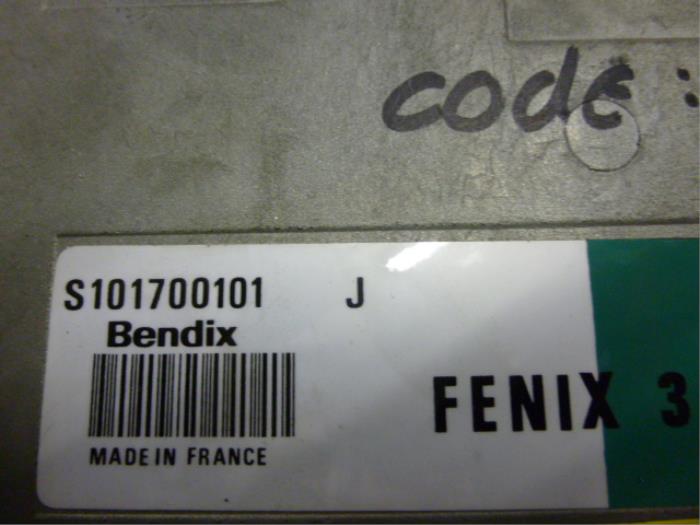 code :
S101700101 J
Bendix
FENIX 3
MADE IN FRANCE